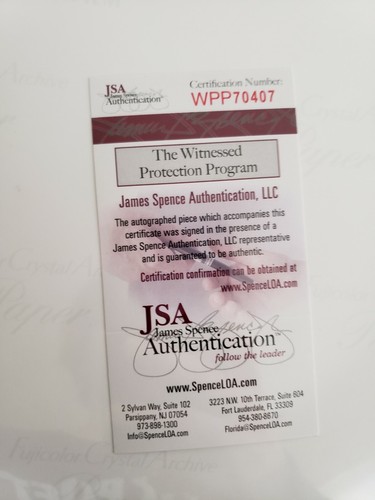 JSA
James Spence
Authentication
Certification Number:
WPP70407
The Witnessed
Protection Program
James Spence Authentication, LLC
The autographed piece which accompanies this
certificate was signed in the presence of a
James Spence Authentication, LLC representative
and is guaranteed to be authentic.
Certification confirmation can be obtained at
www.SpenceLOA.com.
JSA
James Spence
Authentication
follow the leader
www.SpenceLOA.com
2 Sylvan Way, Suite 102
Parsippany, NJ 07054
973-898-1300
Info@SpenceLOA.com
3223 N.W. 10th Terrace, Suite 604
Fort Lauderdale, FL 33309
954-380-8670
Florida@SpenceLOA.com
Fujicolor Crystal Archive